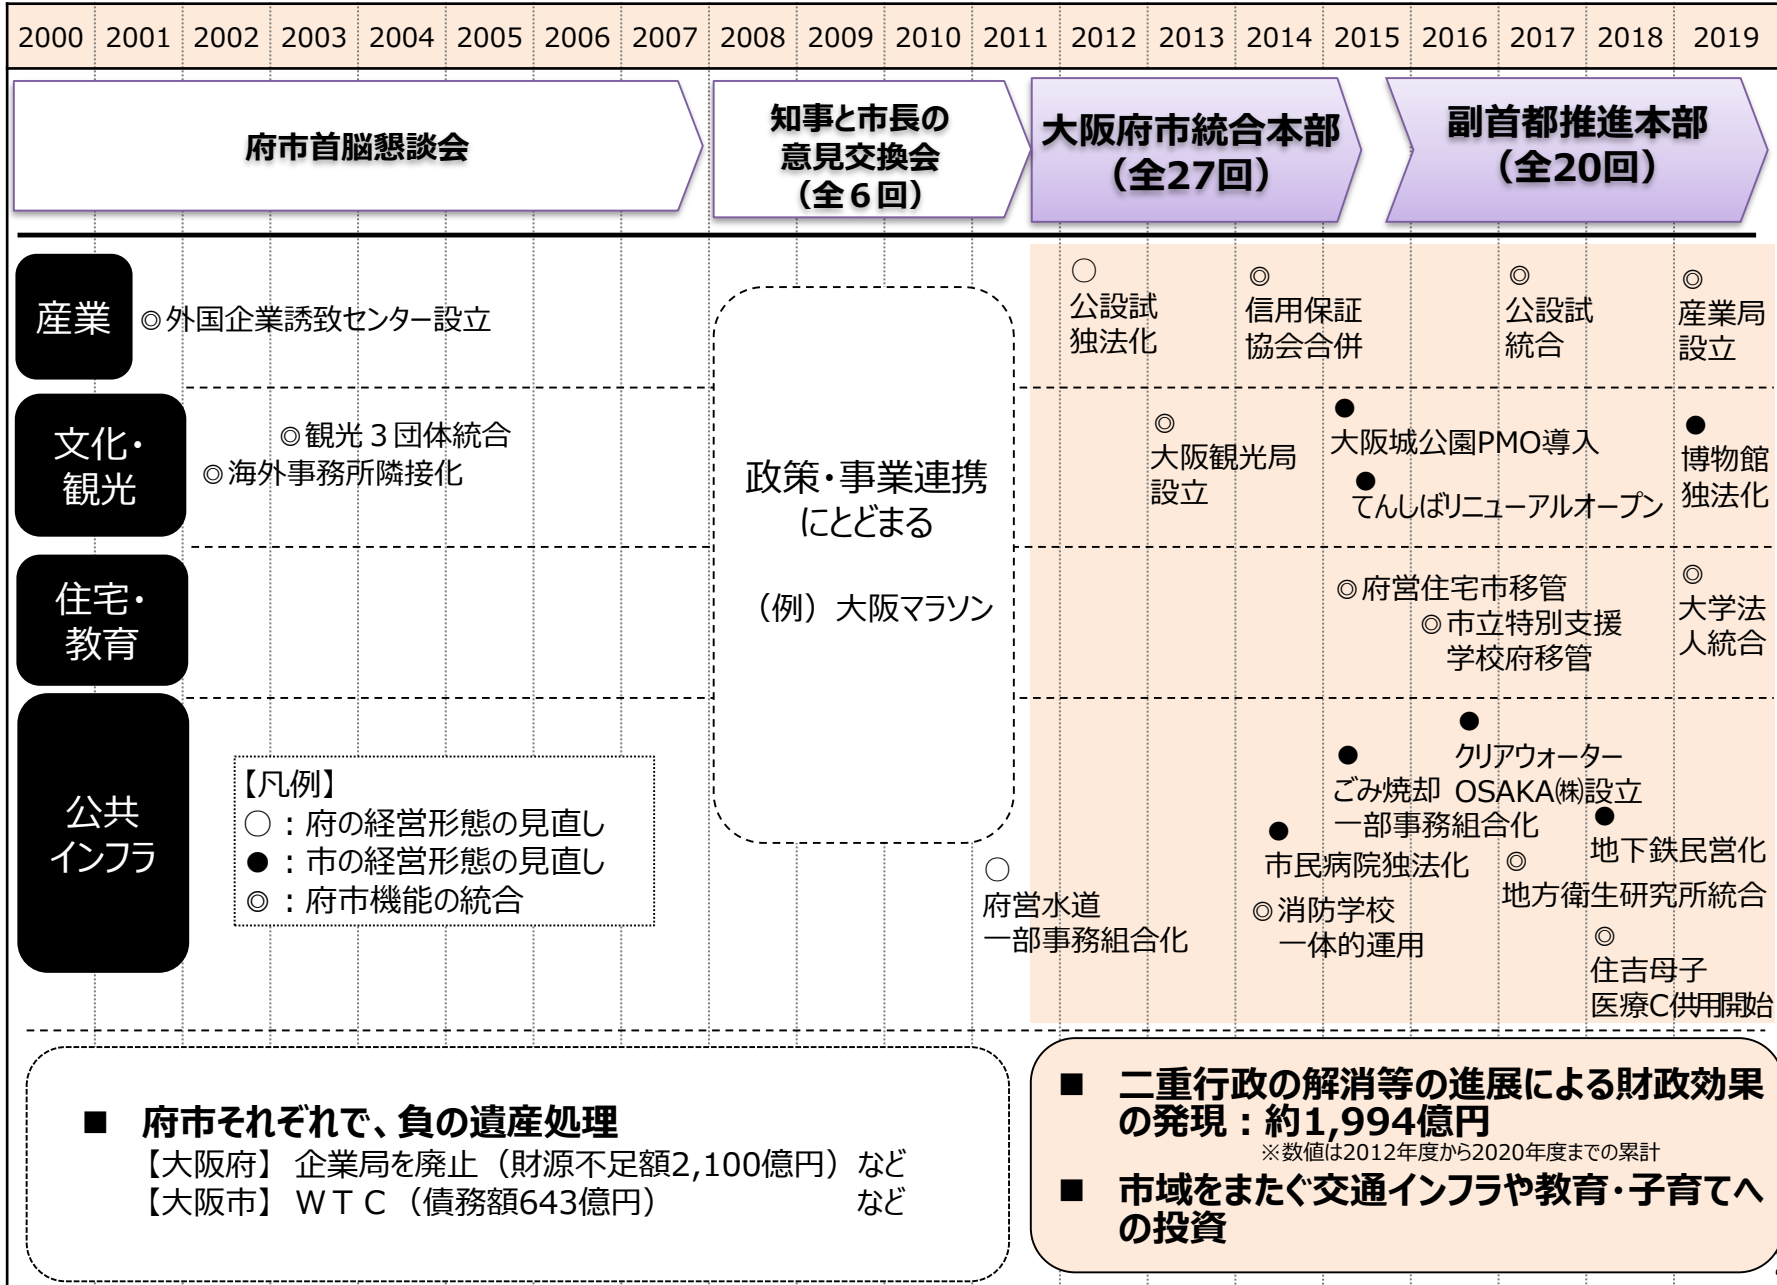 2000 2001 2002 2003 2004 2005 2006 2007 2008 2009 2010 2011 2012 2013 2014 2015 2016 2017 2018 2019
府市首脳懇談会
知事と市長の
意見交換会
（全６回）
大阪府市統合本部
（全27回）
副首都推進本部
（全20回）
産業
◎外国企業誘致センター設立
○
公設試
独法化
◎
信用保証
協会合併
◎
公設試
統合
◎
産業局
設立
文化・
観光
◎観光３団体統合
◎海外事務所隣接化
◎
大阪観光局
設立
●
大阪城公園PMO導入
●
てんしばリニューアルオープン
●
博物館
独法化
政策・事業連携
にとどまる
（例）大阪マラソン
住宅・
教育
◎府営住宅市移管
◎市立特別支援
学校府移管
◎
大学法
人統合
公共
インフラ
【凡例】
○：府の経営形態の見直し
●：市の経営形態の見直し
◎：府市機能の統合
○
府営水道
一部事務組合化
●
市民病院独法化
◎消防学校
一体的運用
●
ごみ焼却
一部事務組合化
●
クリアウォーター
OSAKA㈱設立
●
地下鉄民営化
◎
地方衛生研究所統合
◎
住吉母子
医療C供用開始
■ 府市それぞれで、負の遺産処理
【大阪府】 企業局を廃止（財源不足額2,100億円）など
【大阪市】 ＷＴＣ（債務額643億円） など
■ 二重行政の解消等の進展による財政効果
の発現：約1,994億円
※数値は2012年度から2020年度までの累計
■ 市域をまたぐ交通インフラや教育・子育てへ
の投資